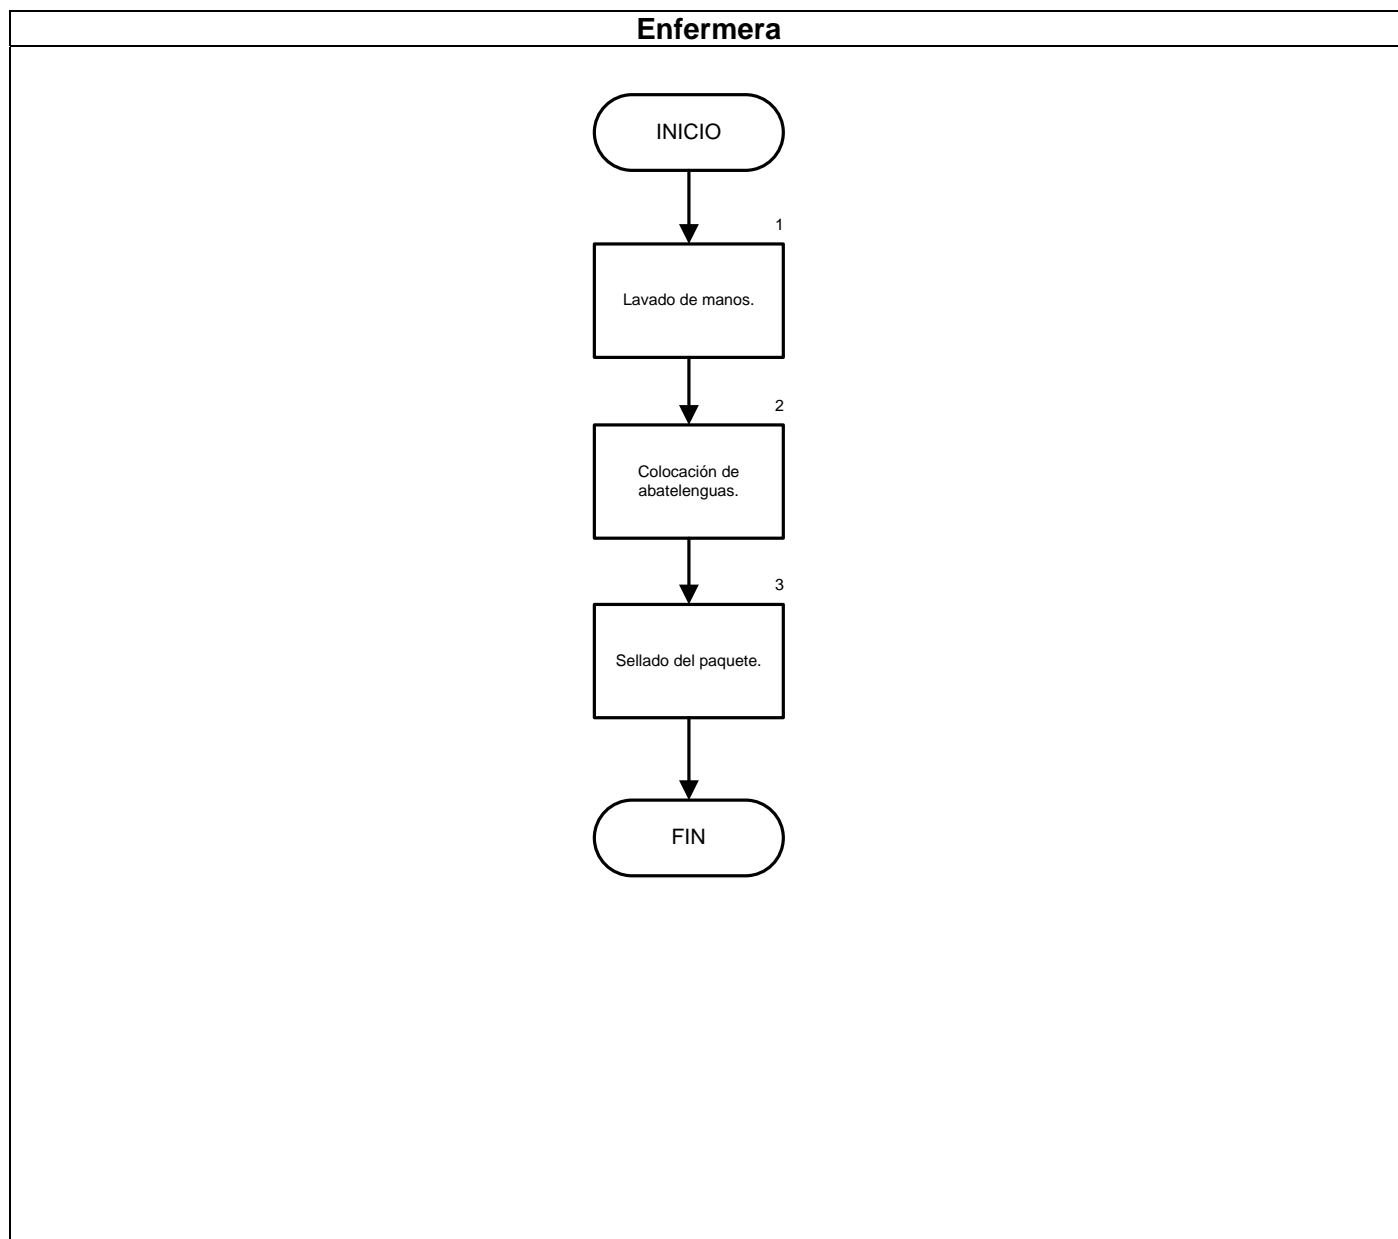 Enfermera
INICIO
1
Lavado de manos.
2
Colocación de
abatelenguas.
3
Sellado del paquete.
FIN